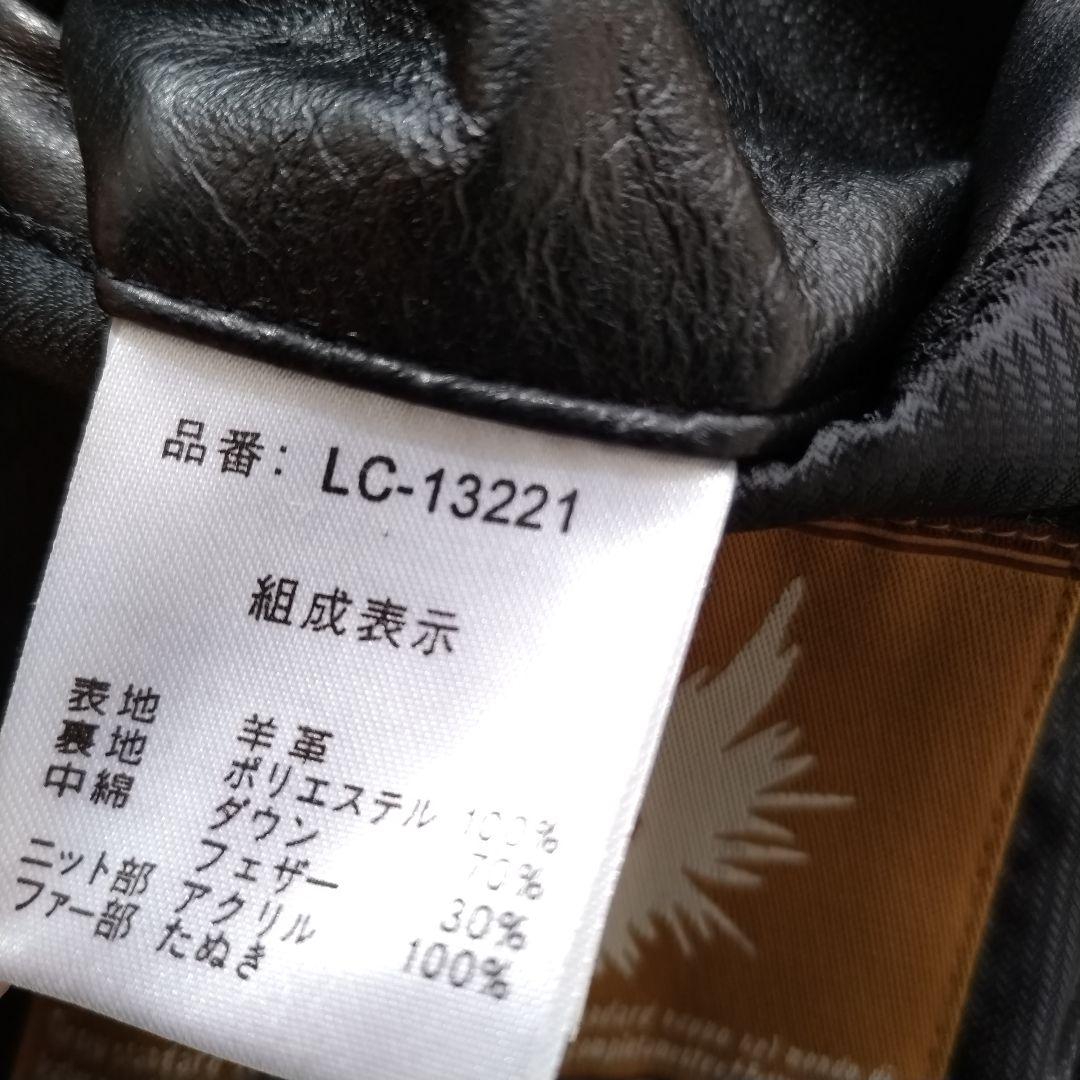 品番: LC-13221
組成表示
表地 羊革
裏地 ポリエステル 100%
中綿 ダウン 70%
フェザー 30%
ニット部 アクリル 100%
ファー部 たぬき